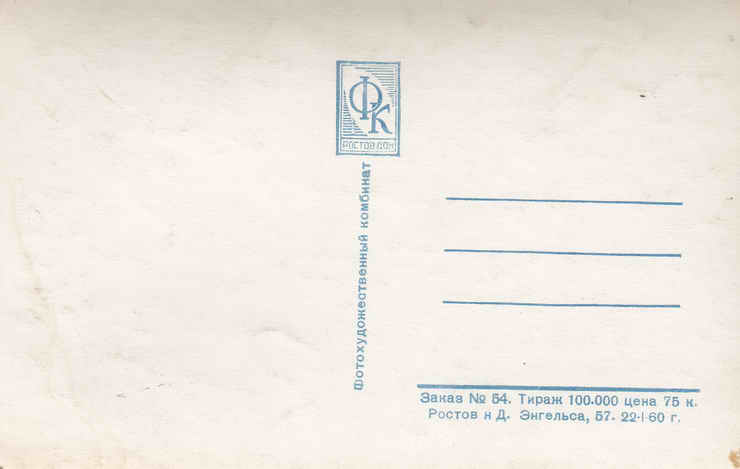 ФК
РОСТОВ ДОН
Фотохудожественный комбинат
Заказ № 54. Тираж 100.000 цена 75 к.
Ростов н Д. Энгельса, 57. 22-I-60 г.